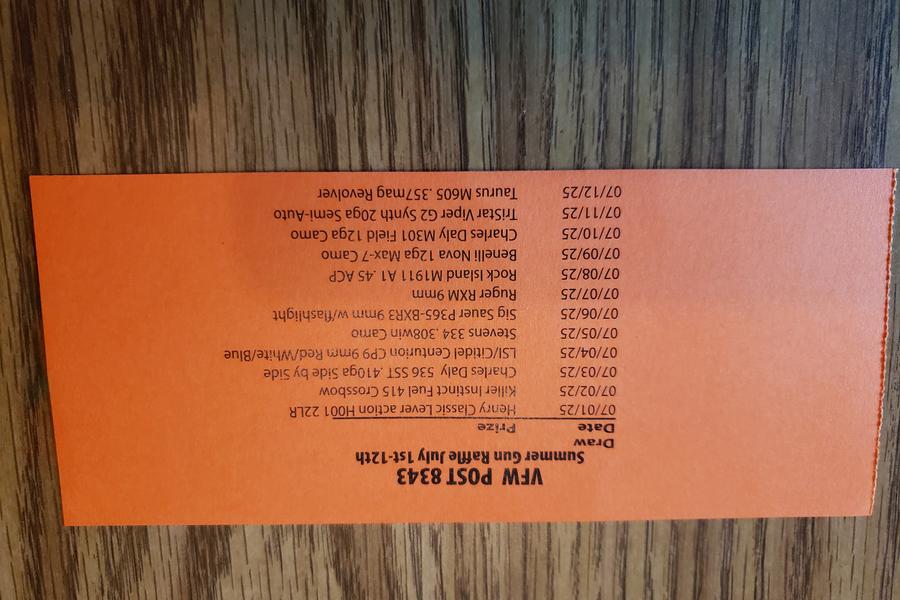 VFW POST 8343
Summer Gun Raffle July 1st-12th
Draw
Date Prize
07/01/25 Henry Classic Lever action H001 22LR
07/02/25 Killer Instinct Fuel 415 Crossbow
07/03/25 Charles Daly 536 SST .410ga Side by Side
07/04/25 LSI/Citidel Centurion CP9 9mm Red/White/Blue
07/05/25 Stevens 334 .308win Camo
07/06/25 Sig Sauer P365-BXR3 9mm w/flashlight
07/07/25 Ruger RXM 9mm
07/08/25 Rock Island M1911 A1 .45 ACP
07/09/25 Benelli Nova 12ga Max-7 Camo
07/10/25 Charles Daly M301 Field 12ga Camo
07/11/25 TriStar Viper G2 Synth 20ga Semi-Auto
07/12/25 Taurus M605 .357mag Revolver